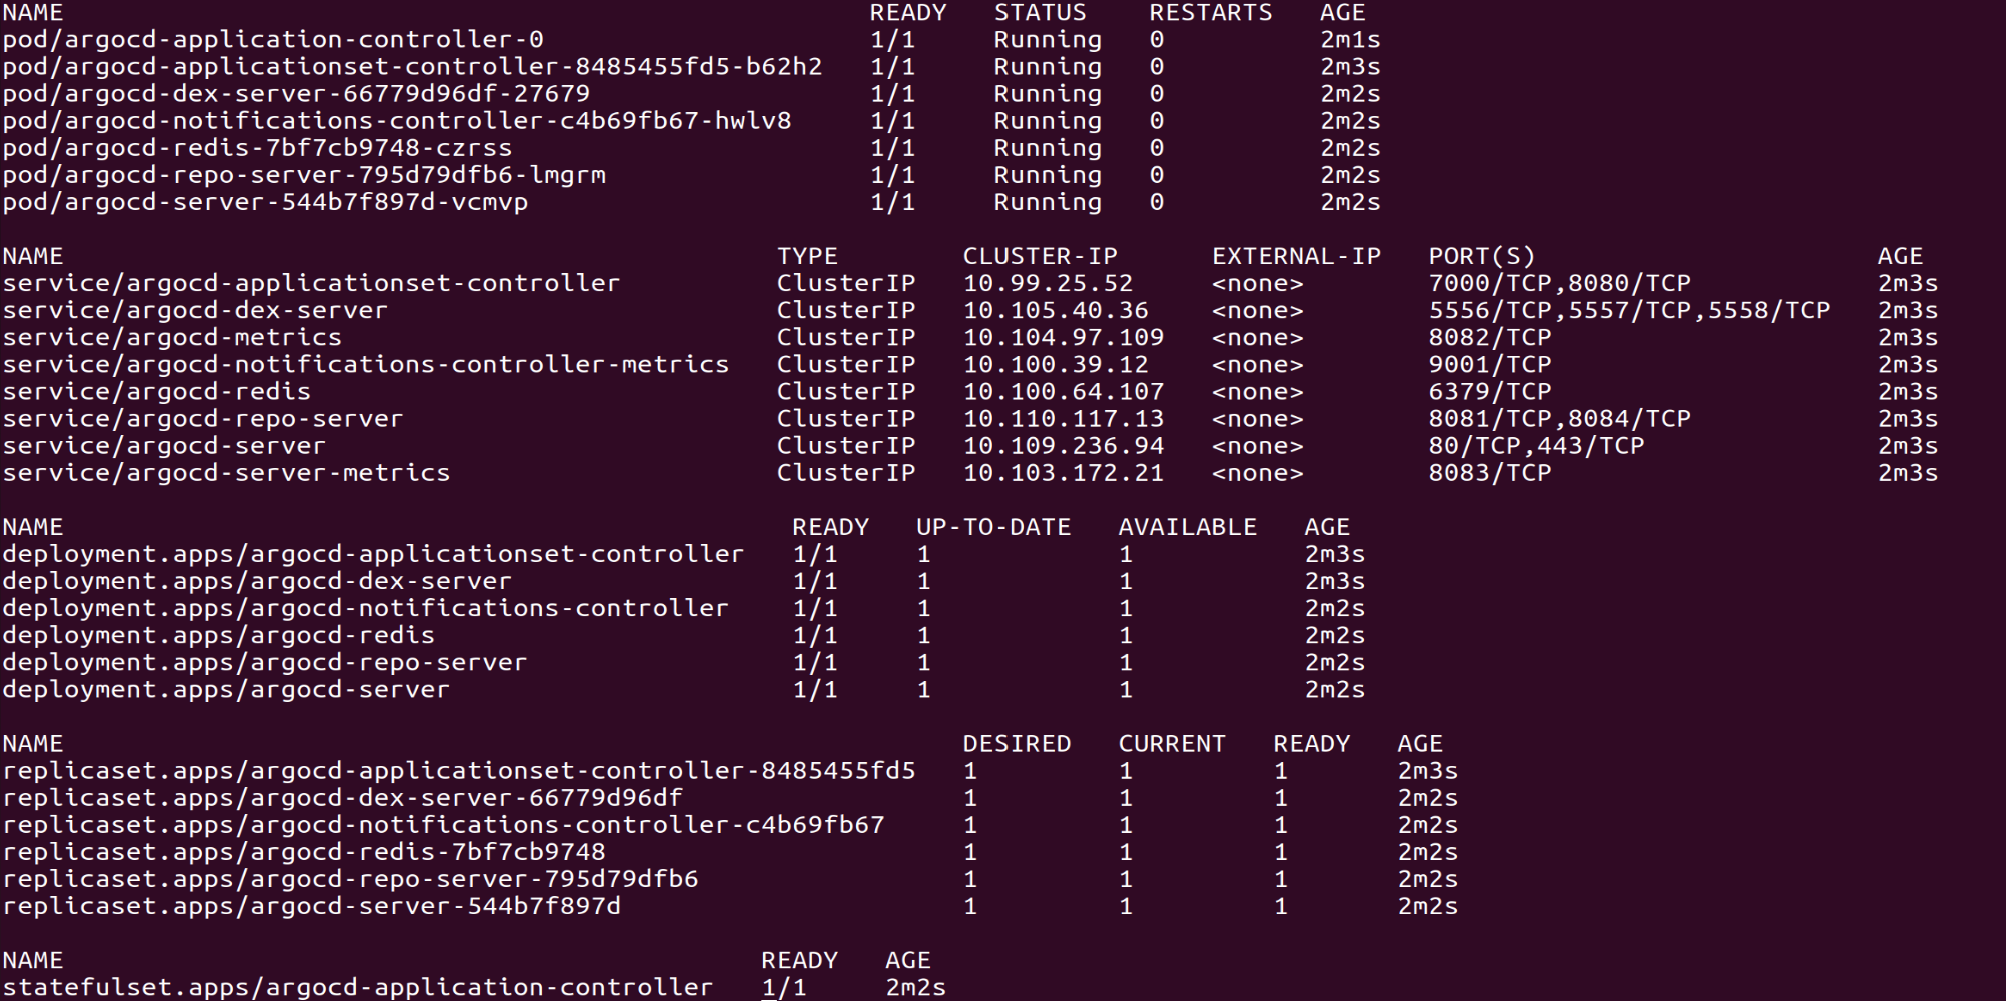 NAME READY STATUS RESTARTS AGE
pod/argocd-application-controller-0 1/1 Running 0 2m1s
pod/argocd-applicationset-controller-8485455fd5-b62h2 1/1 Running 0 2m3s
pod/argocd-dex-server-66779d96df-27679 1/1 Running 0 2m2s
pod/argocd-notifications-controller-c4b69fb67-hwlv8 1/1 Running 0 2m2s
pod/argocd-redis-7bf7cb9748-czrss 1/1 Running 0 2m2s
pod/argocd-repo-server-795d79dfb6-lmgrm 1/1 Running 0 2m2s
pod/argocd-server-544b7f897d-vcmvp 1/1 Running 0 2m2s
NAME TYPE CLUSTER-IP EXTERNAL-IP PORT(S) AGE
service/argocd-applicationset-controller ClusterIP 10.99.25.52 <none> 7000/TCP,8080/TCP 2m3s
service/argocd-dex-server ClusterIP 10.105.40.36 <none> 5556/TCP,5557/TCP,5558/TCP 2m3s
service/argocd-metrics ClusterIP 10.104.97.109 <none> 8082/TCP 2m3s
service/argocd-notifications-controller-metrics ClusterIP 10.100.39.12 <none> 9001/TCP 2m3s
service/argocd-redis ClusterIP 10.100.64.107 <none> 6379/TCP 2m3s
service/argocd-repo-server ClusterIP 10.110.117.13 <none> 8081/TCP,8084/TCP 2m3s
service/argocd-server ClusterIP 10.109.236.94 <none> 80/TCP,443/TCP 2m3s
service/argocd-server-metrics ClusterIP 10.103.172.21 <none> 8083/TCP 2m3s
NAME READY UP-TO-DATE AVAILABLE AGE
deployment.apps/argocd-applicationset-controller 1/1 1 1 2m3s
deployment.apps/argocd-dex-server 1/1 1 1 2m3s
deployment.apps/argocd-notifications-controller 1/1 1 1 2m2s
deployment.apps/argocd-redis 1/1 1 1 2m2s
deployment.apps/argocd-repo-server 1/1 1 1 2m2s
deployment.apps/argocd-server 1/1 1 1 2m2s
NAME DESIRED CURRENT READY AGE
replicaset.apps/argocd-applicationset-controller-8485455fd5 1 1 1 2m3s
replicaset.apps/argocd-dex-server-66779d96df 1 1 1 2m2s
replicaset.apps/argocd-notifications-controller-c4b69fb67 1 1 1 2m2s
replicaset.apps/argocd-redis-7bf7cb9748 1 1 1 2m2s
replicaset.apps/argocd-repo-server-795d79dfb6 1 1 1 2m2s
replicaset.apps/argocd-server-544b7f897d 1 1 1 2m2s
NAME READY AGE
statefulset.apps/argocd-application-controller 1/1 2m2s